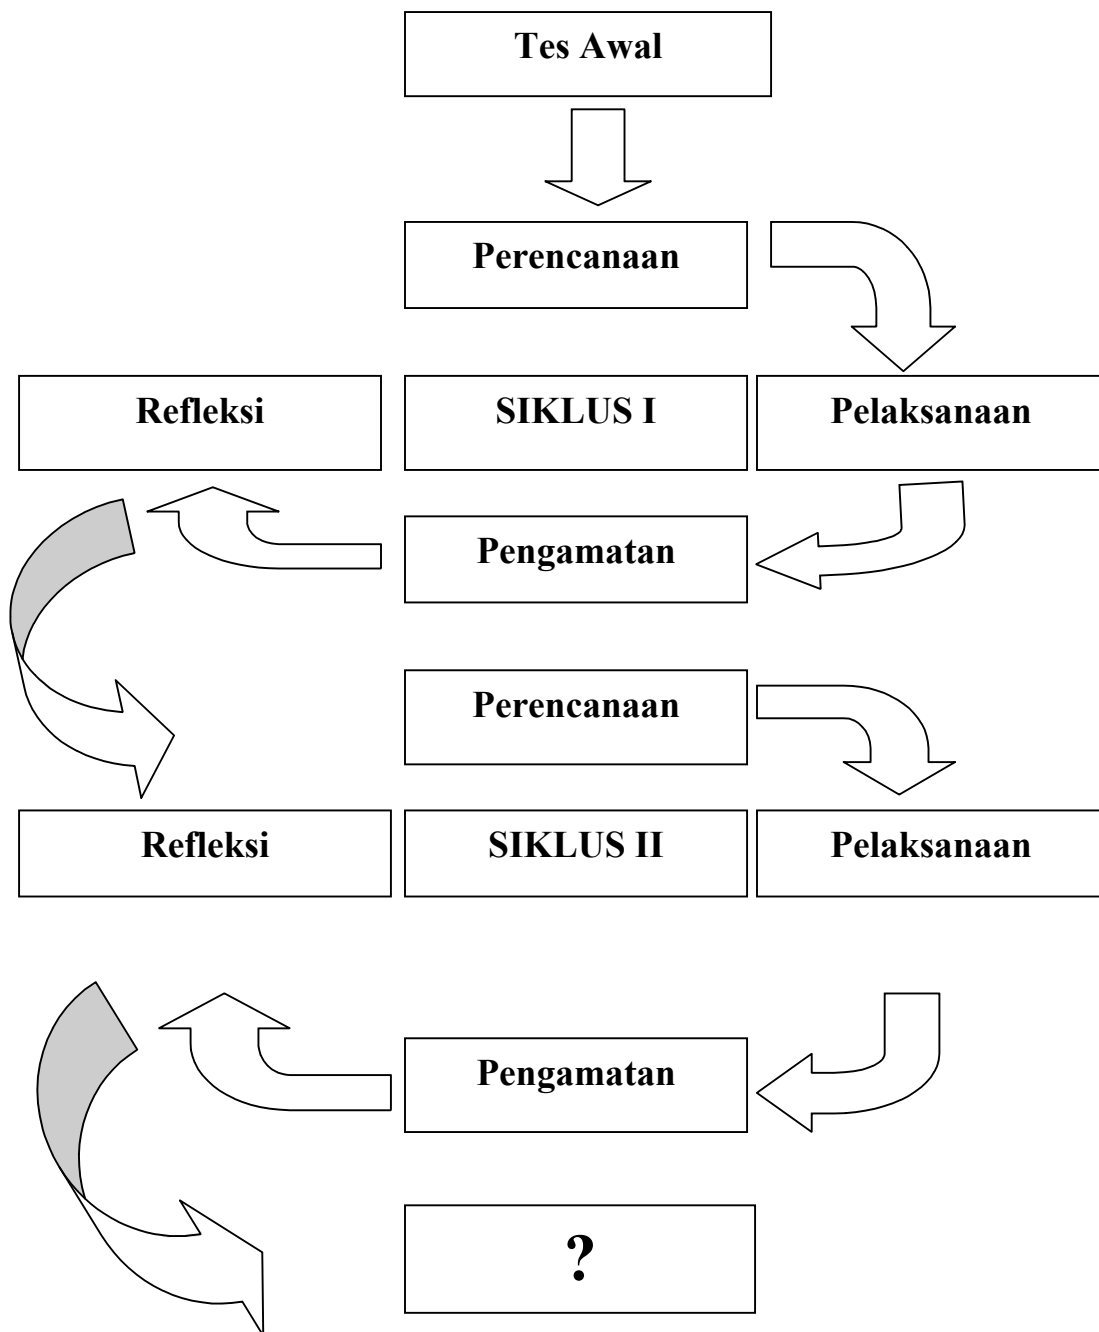 Tes Awal
Perencanaan
Refleksi
SIKLUS I
Pelaksanaan
Pengamatan
Perencanaan
Refleksi
SIKLUS II
Pelaksanaan
Pengamatan
?